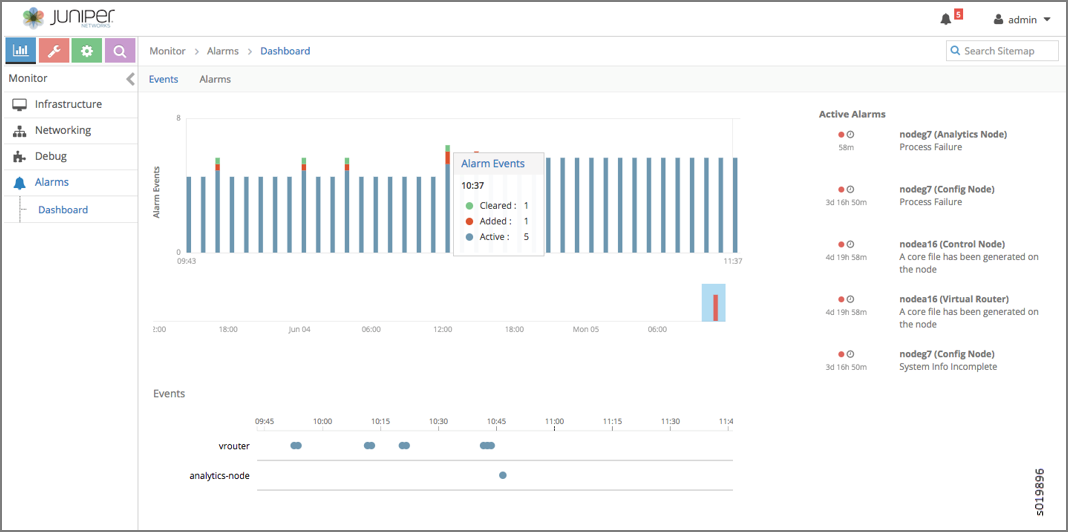 JUNIPER
NETWORKS
5
admin
Monitor > Alarms > Dashboard
Search Sitemap
Monitor
Infrastructure
Networking
Debug
Alarms
Dashboard
Events Alarms
8
Alarm Events
0
09:43
11:37
Alarm Events
10:37
Cleared : 1
Added : 1
Active : 5
2:00 18:00 Jun 04 06:00 12:00 18:00 Mon 05 06:00
Active Alarms
nodeg7 (Analytics Node)
58m Process Failure
nodeg7 (Config Node)
3d 16h 50m Process Failure
nodea16 (Control Node)
4d 19h 58m A core file has been generated on
the node
nodea16 (Virtual Router)
4d 19h 58m A core file has been generated on
the node
nodeg7 (Config Node)
3d 16h 50m System Info Incomplete
Events
09:45 10:00 10:15 10:30 10:45 11:00 11:15 11:30 11:4
vrouter
analytics-node
s019896